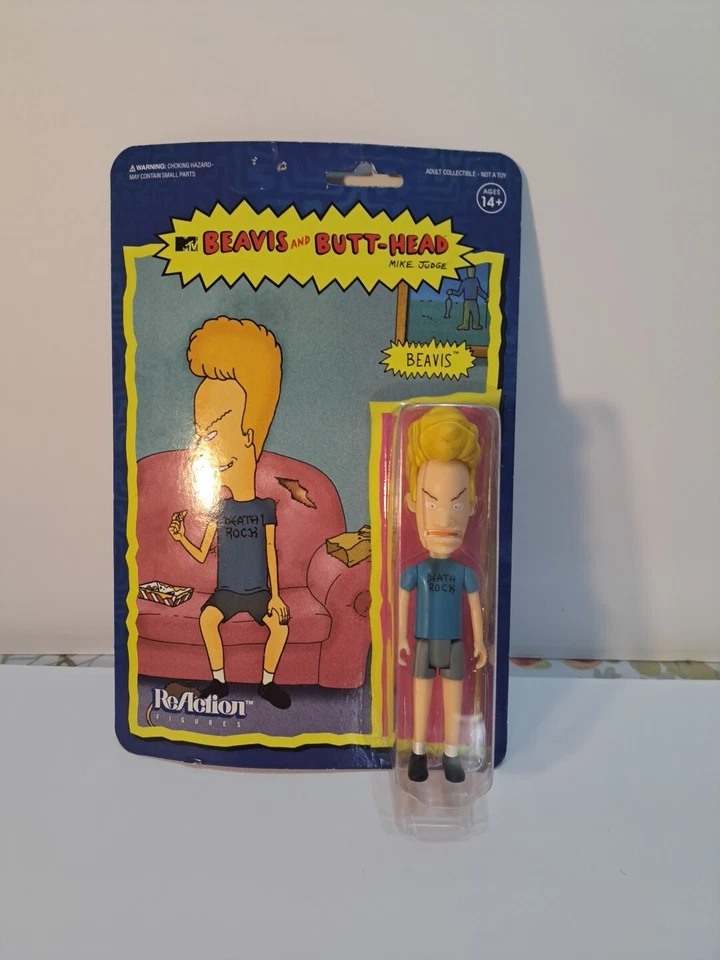 ⚠ WARNING: CHOKING HAZARD -
MAY CONTAIN SMALL PARTS
ADULT COLLECTIBLE - NOT A TOY
AGES
14+
MTV BEAVIS AND BUTT-HEAD
MIKE JUDGE
BEAVIS™
DEATH
ROCK
DEATH
ROCK
ReAction™
FIGURES